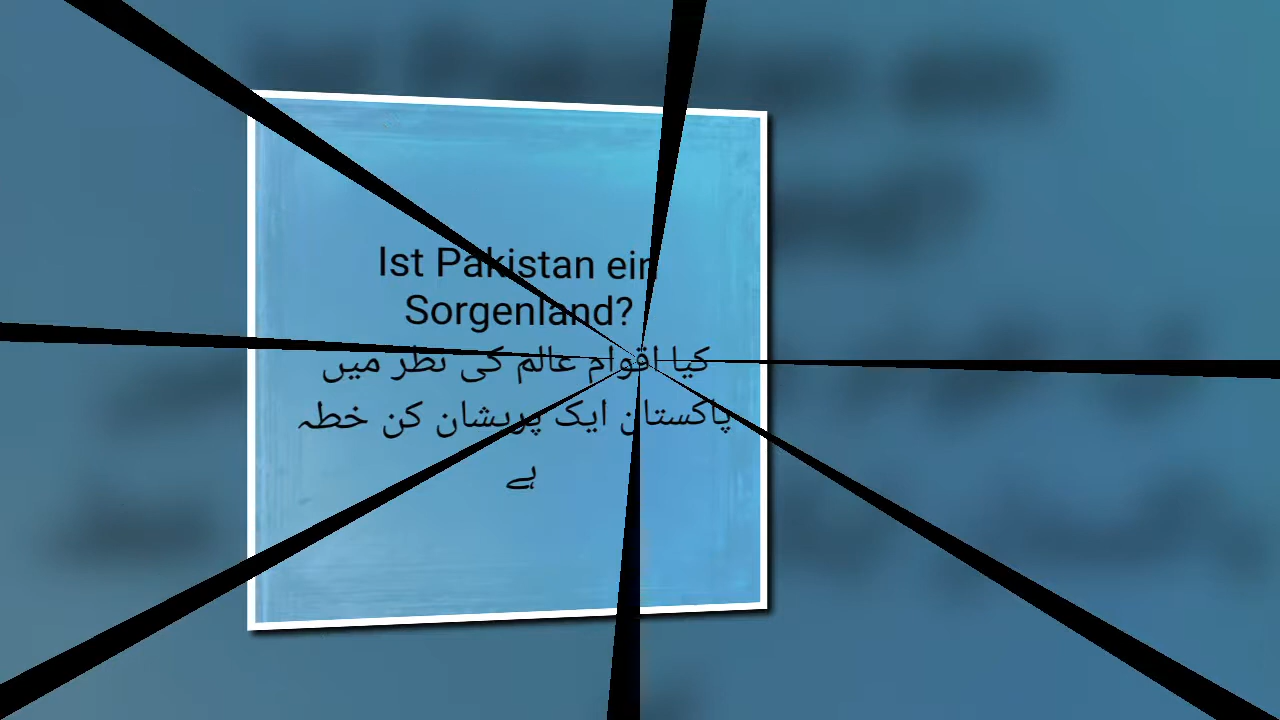 Ist Pakistan ein
Sorgenland?
کیا اقوام عالم کی نظر میں
پاکستان ایک پریشان کن خطہ
ہے